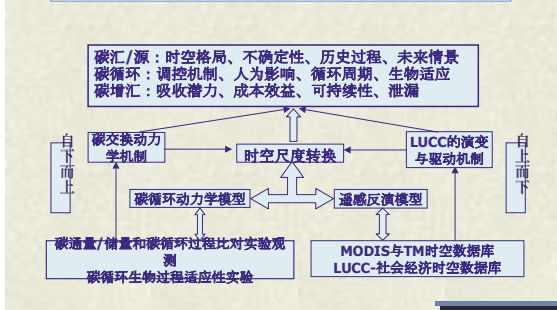 碳汇/源：时空格局、不确定性、历史过程、未来情景
碳循环：调控机制、人为影响、循环周期、生物适应
碳增汇：吸收潜力、成本效益、可持续性、泄漏
自下而上
碳交换动力
学机制
时空尺度转换
LUCC的演变
与驱动机制
自上而下
碳循环动力学模型
遥感反演模型
碳通量/储量和碳循环过程比对实验观
测
碳循环生物过程适应性实验
MODIS与TM时空数据库
LUCC-社会经济时空数据库